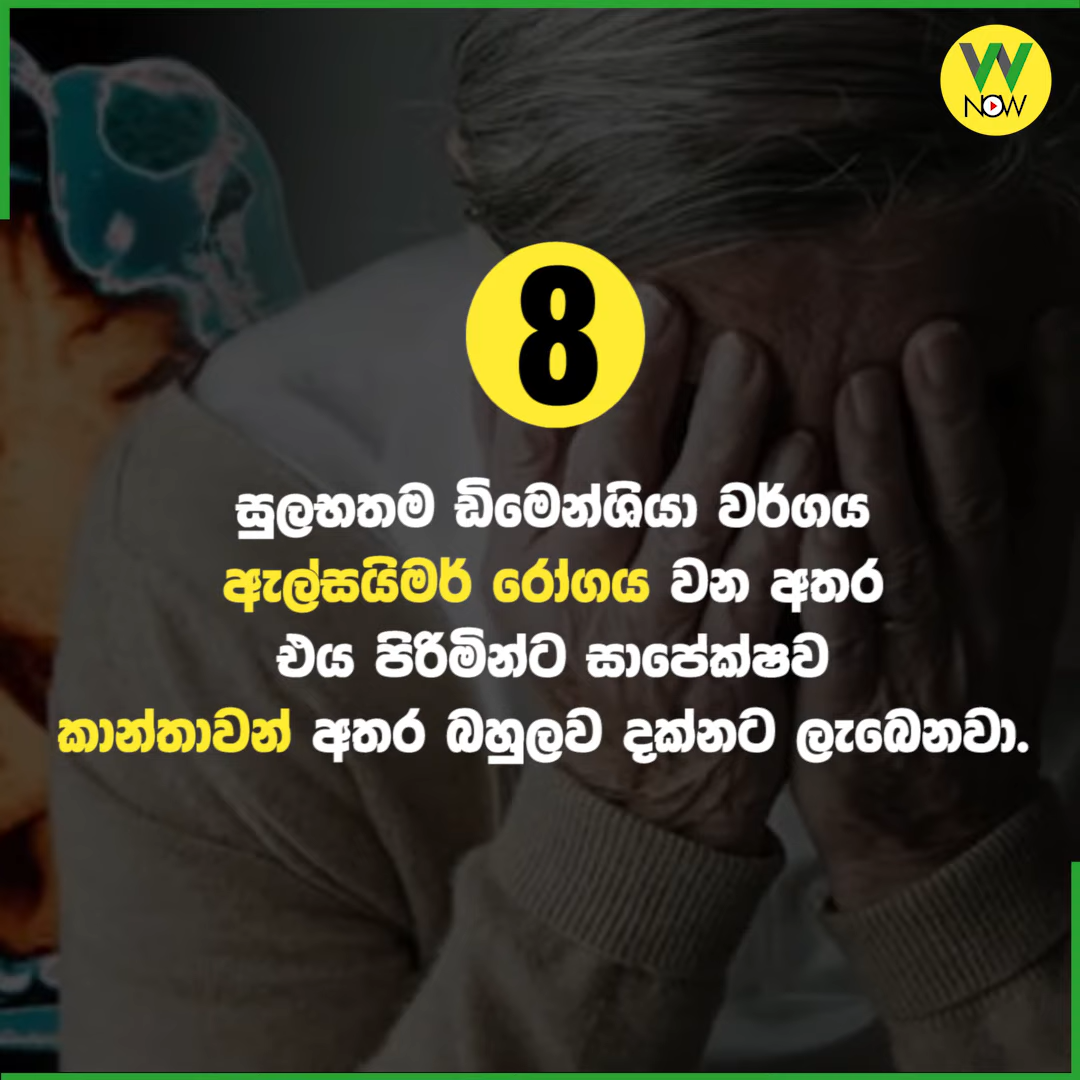 W
NOW
8
සුලභතම ඩිමෙන්ශියා වර්ගය
ඇල්සයිමර් රෝගය වන අතර
එය පිරිමින්ට සාපේක්ෂව
කාන්තාවන් අතර බහුලව දක්නට ලැබෙනවා.